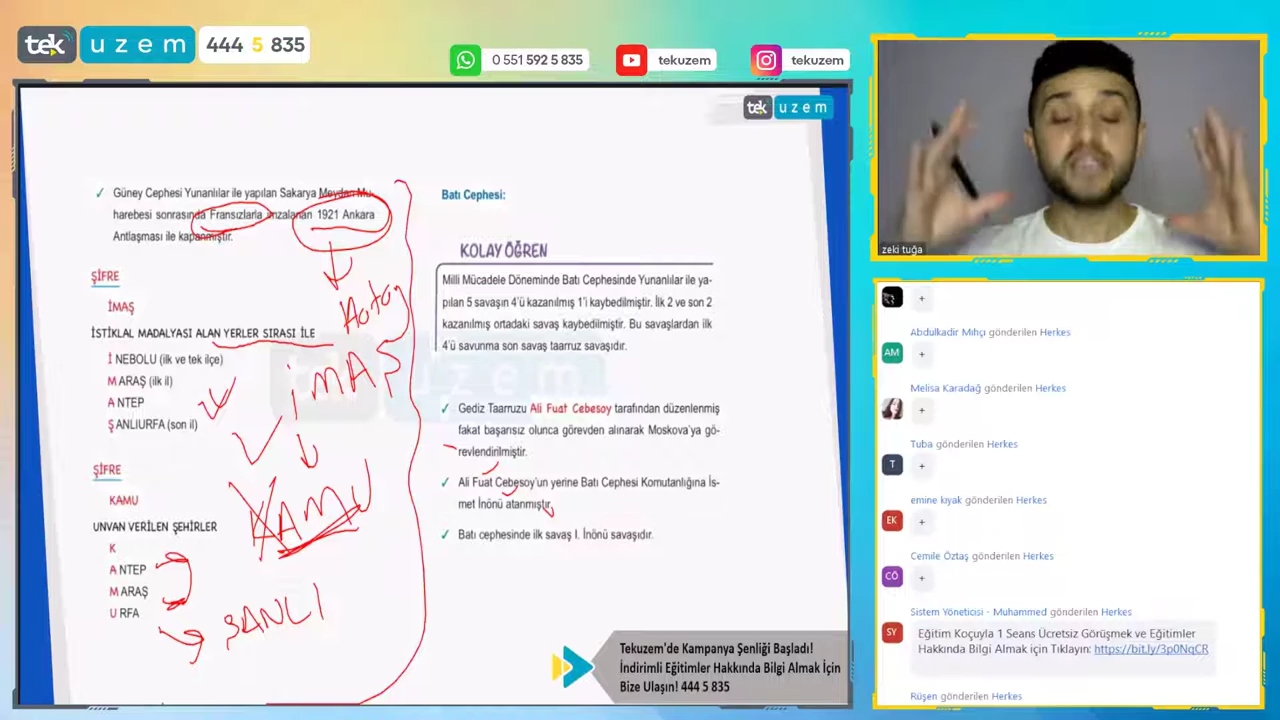 tek uzem 444 5 835
0 551 592 5 835
tekuzem
tekuzem
tek uzem
✓ Güney Cephesi Yunanlılar ile yapılan Sakarya Meydan Mu-
harebesi sonrasında Fransızlarla imzalanan 1921 Ankara
Antlaşması ile kapanmıştır.
ŞİFRE
İMAŞ
İSTİKLAL MADALYASI ALAN YERLER SIRASI İLE
İ NEBOLU (ilk ve tek ilçe)
M ARAŞ (ilk il)
A NTEP
Ş ANLIURFA (son il)
ŞİFRE
KAMU
UNVAN VERİLEN ŞEHİRLER
K
A NTEP
M ARAŞ
U RFA
Hatay
İMAŞ
KAMU
ŞANLI
Batı Cephesi:
KOLAY ÖĞREN
Milli Mücadele Döneminde Batı Cephesinde Yunanlılar ile ya-
pılan 5 savaşın 4'ü kazanılmış 1'i kaybedilmiştir. İlk 2 ve son 2
kazanılmış ortadaki savaş kaybedilmiştir. Bu savaşlardan ilk
4'ü savunma son savaş taarruz savaşıdır.
tek uzem
✓ Gediz Taarruzu Ali Fuat Cebesoy tarafından düzenlenmiş
fakat başarısız olunca görevden alınarak Moskova'ya gö-
revlendirilmiştir.
✓ Ali Fuat Cebesoy'un yerine Batı Cephesi Komutanlığına İs-
met İnönü atanmıştır.
✓ Batı cephesinde ilk savaş I. İnönü savaşıdır.
Tekuzem'de Kampanya Şenliği Başladı!
İndirimli Eğitimler Hakkında Bilgi Almak İçin
Bize Ulaşın! 444 5 835
zeki tuğa
+
Abdulkadir Mıhçı gönderilen Herkes
AM +
Melisa Karadağ gönderilen Herkes
+
Tuba gönderilen Herkes
T +
emine kıyak gönderilen Herkes
EK +
Cemile Öztaş gönderilen Herkes
CÖ +
Sistem Yöneticisi - Muhammed gönderilen Herkes
SY Eğitim Koçuyla 1 Seans Ücretsiz Görüşmek ve Eğitimler
Hakkında Bilgi Almak için Tıklayın: https://bit.ly/3p0NqCR
Rüşen gönderilen Herkes